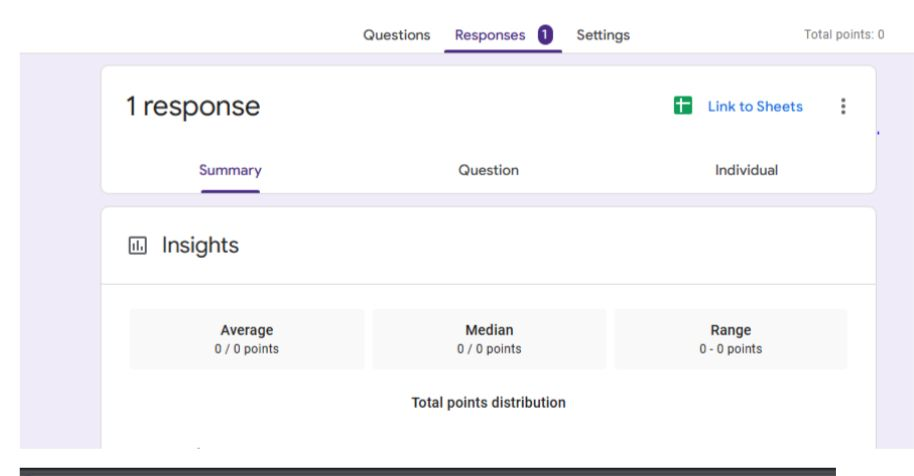 Questions Responses 1 Settings Total points: 0
1 response Link to Sheets
Summary Question Individual
Insights
Average Median Range
0 / 0 points 0 / 0 points 0 - 0 points
Total points distribution